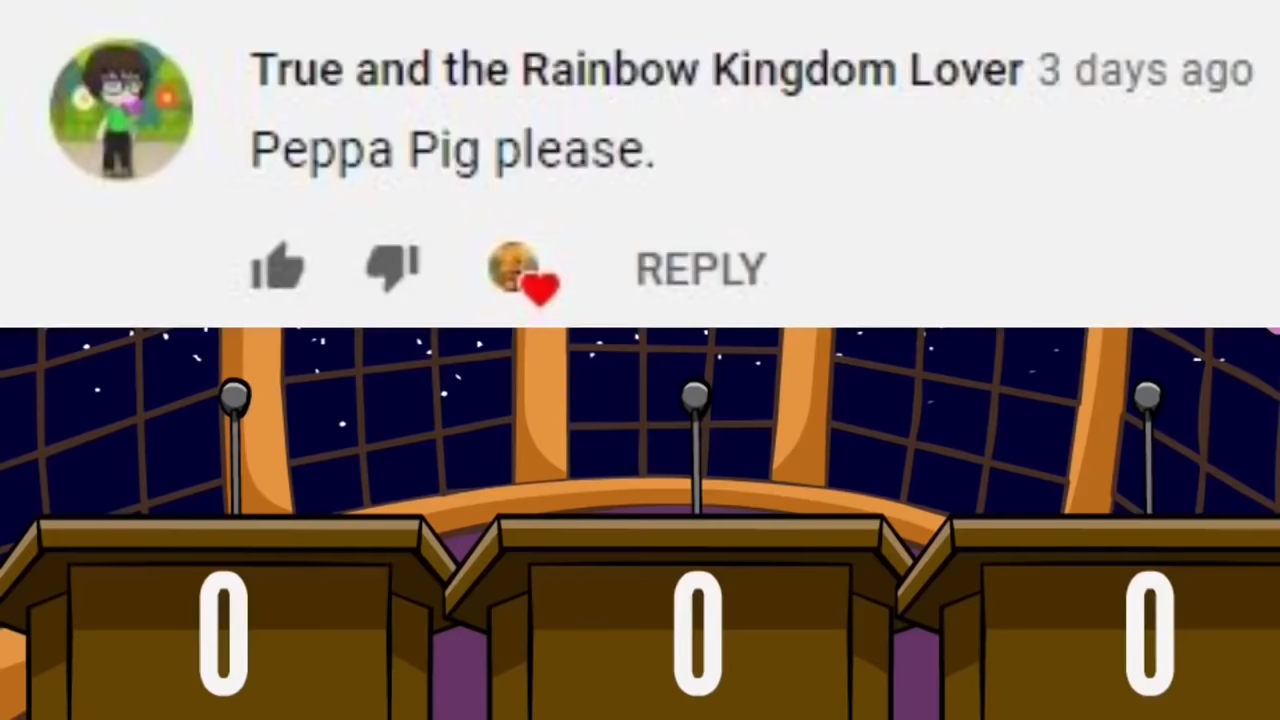 True and the Rainbow Kingdom Lover 3 days ago
Peppa Pig please.
REPLY
0 0 0